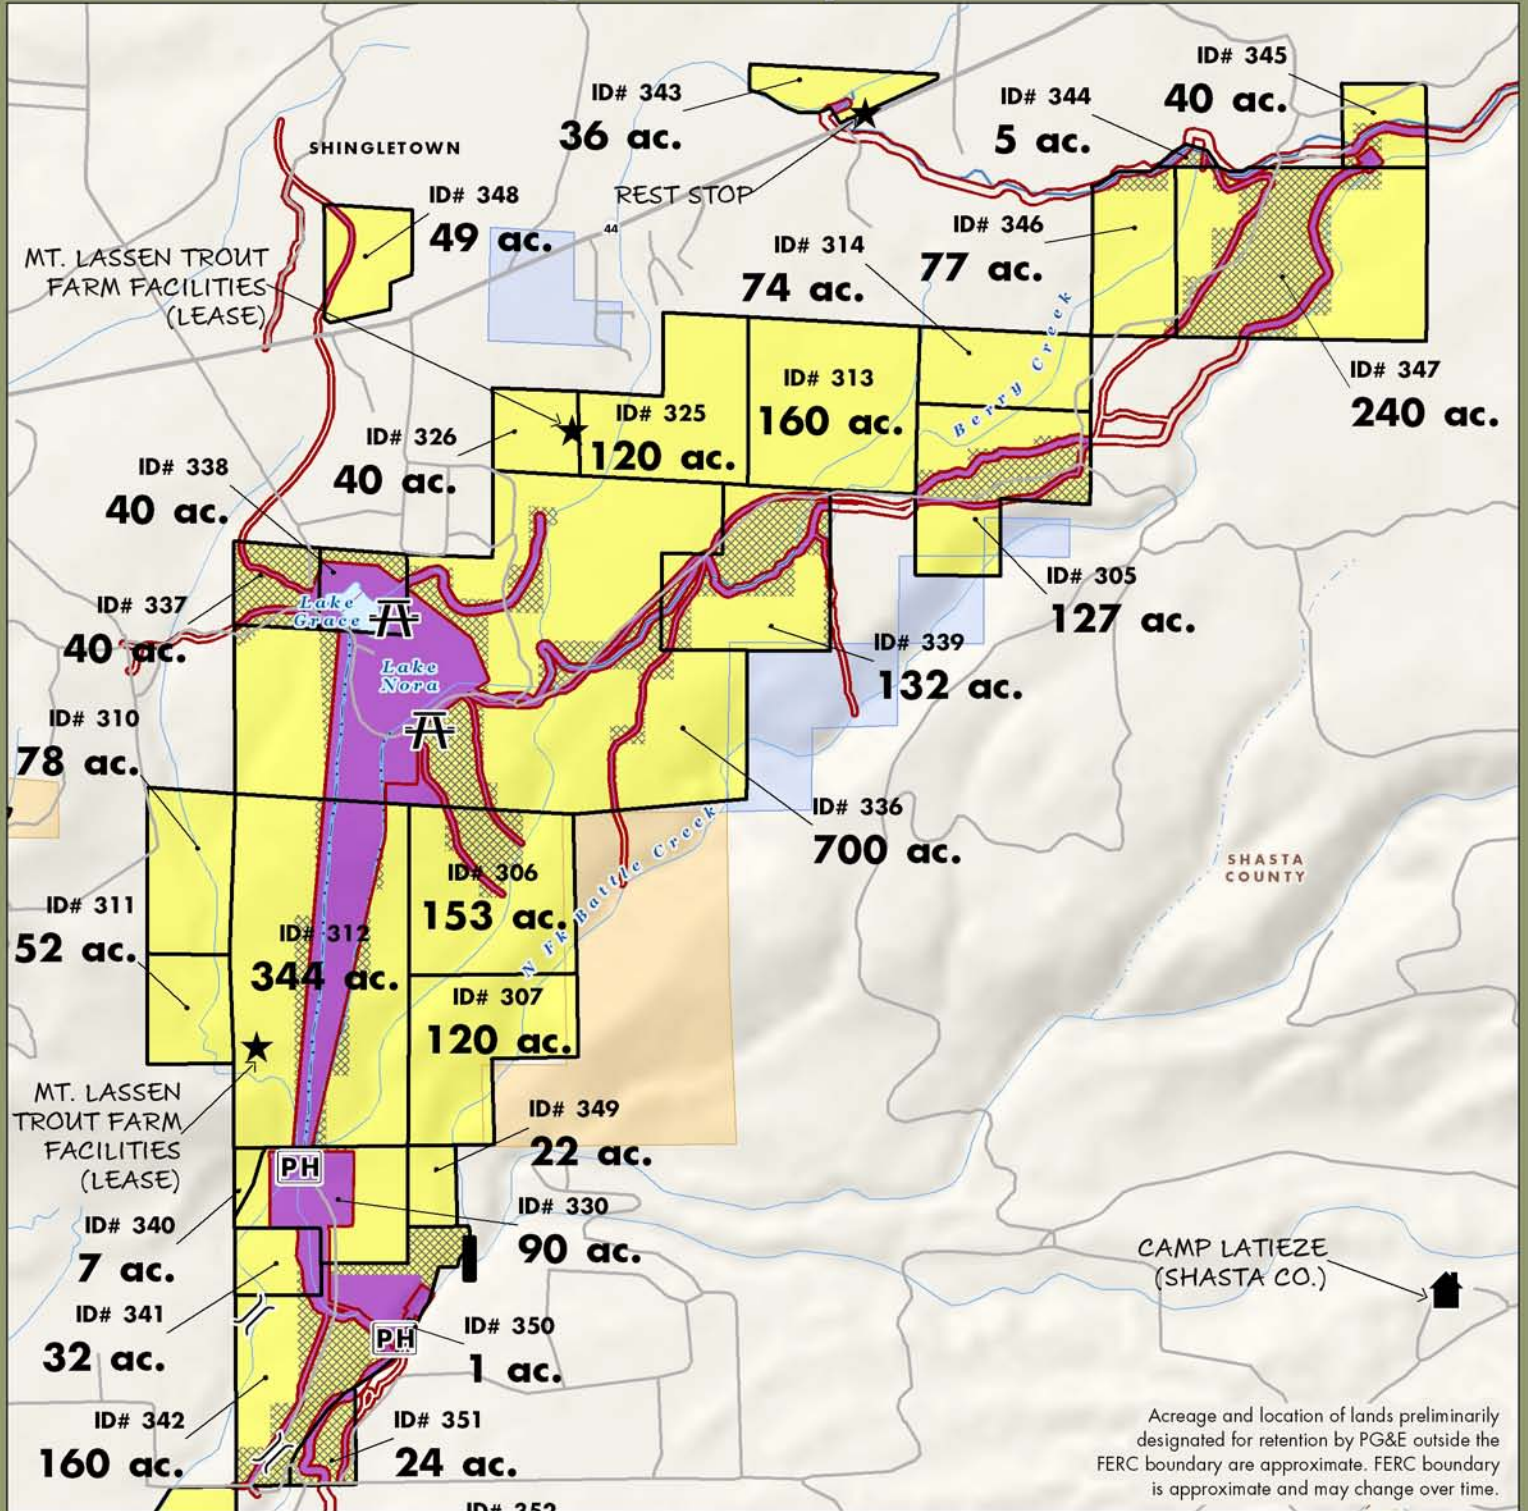 ID# 345
40 ac.
ID# 343
36 ac.
ID# 344
5 ac.
SHINGLETOWN
REST STOP
ID# 348
49 ac.
44
ID# 346
77 ac.
ID# 314
74 ac.
MT. LASSEN TROUT
FARM FACILITIES
(LEASE)
Berry Creek
ID# 347
240 ac.
ID# 313
160 ac.
ID# 325
120 ac.
ID# 326
40 ac.
ID# 338
40 ac.
ID# 305
127 ac.
ID# 337
40 ac.
Lake
Grace
ID# 339
132 ac.
Lake
Nora
ID# 310
78 ac.
ID# 336
700 ac.
SHASTA
COUNTY
ID# 306
153 ac.
N Fk Battle Creek
ID# 311
52 ac.
ID# 312
344 ac.
ID# 307
120 ac.
MT. LASSEN
TROUT FARM
FACILITIES
(LEASE)
ID# 349
22 ac.
PH
ID# 330
90 ac.
ID# 340
7 ac.
CAMP LATIEZE
(SHASTA CO.)
ID# 341
32 ac.
PH
ID# 350
1 ac.
ID# 342
160 ac.
ID# 351
24 ac.
Acreage and location of lands preliminarily
designated for retention by PG&E outside the
FERC boundary are approximate. FERC boundary
is approximate and may change over time.
ID# 352